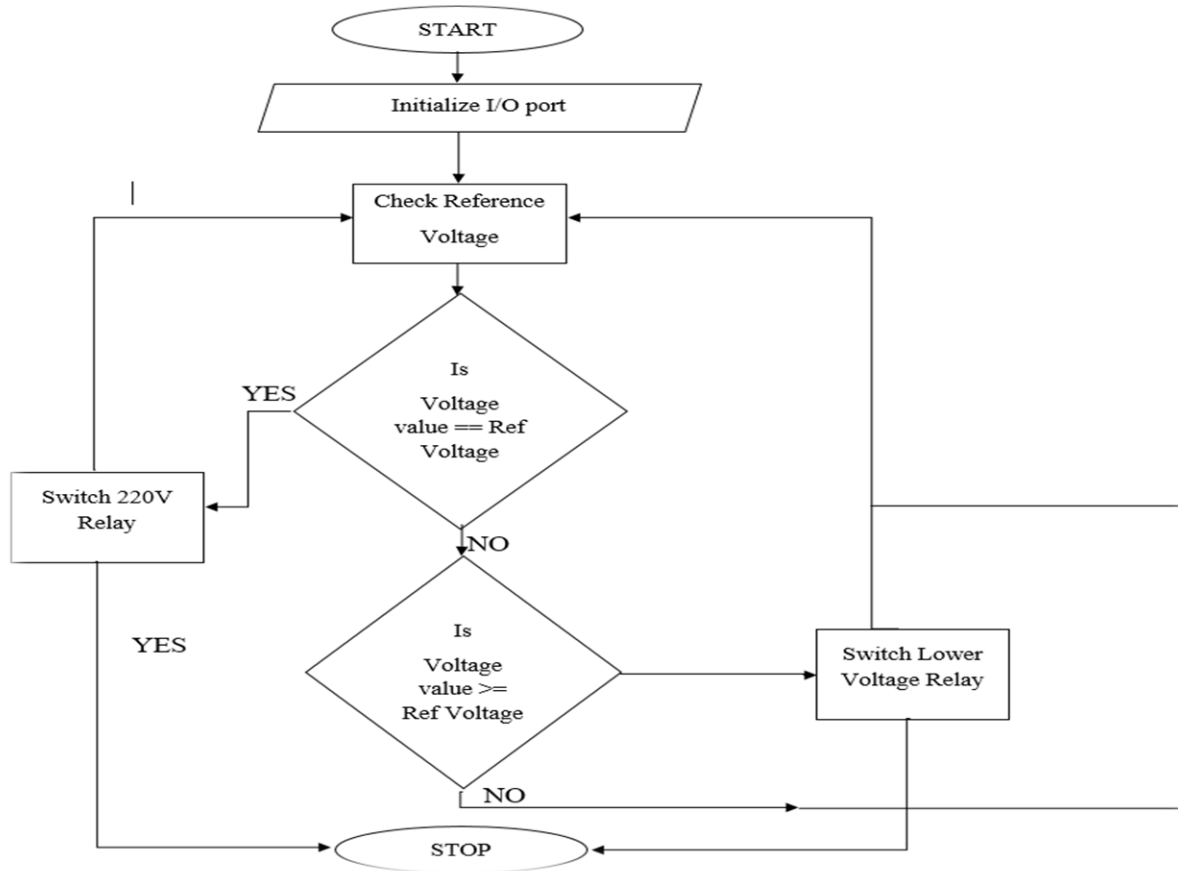 START
Initialize I/O port
Check Reference
Voltage
Is
Voltage
value == Ref
Voltage
YES
Switch 220V
Relay
NO
YES
Is
Voltage
value >=
Ref Voltage
Switch Lower
Voltage Relay
NO
STOP